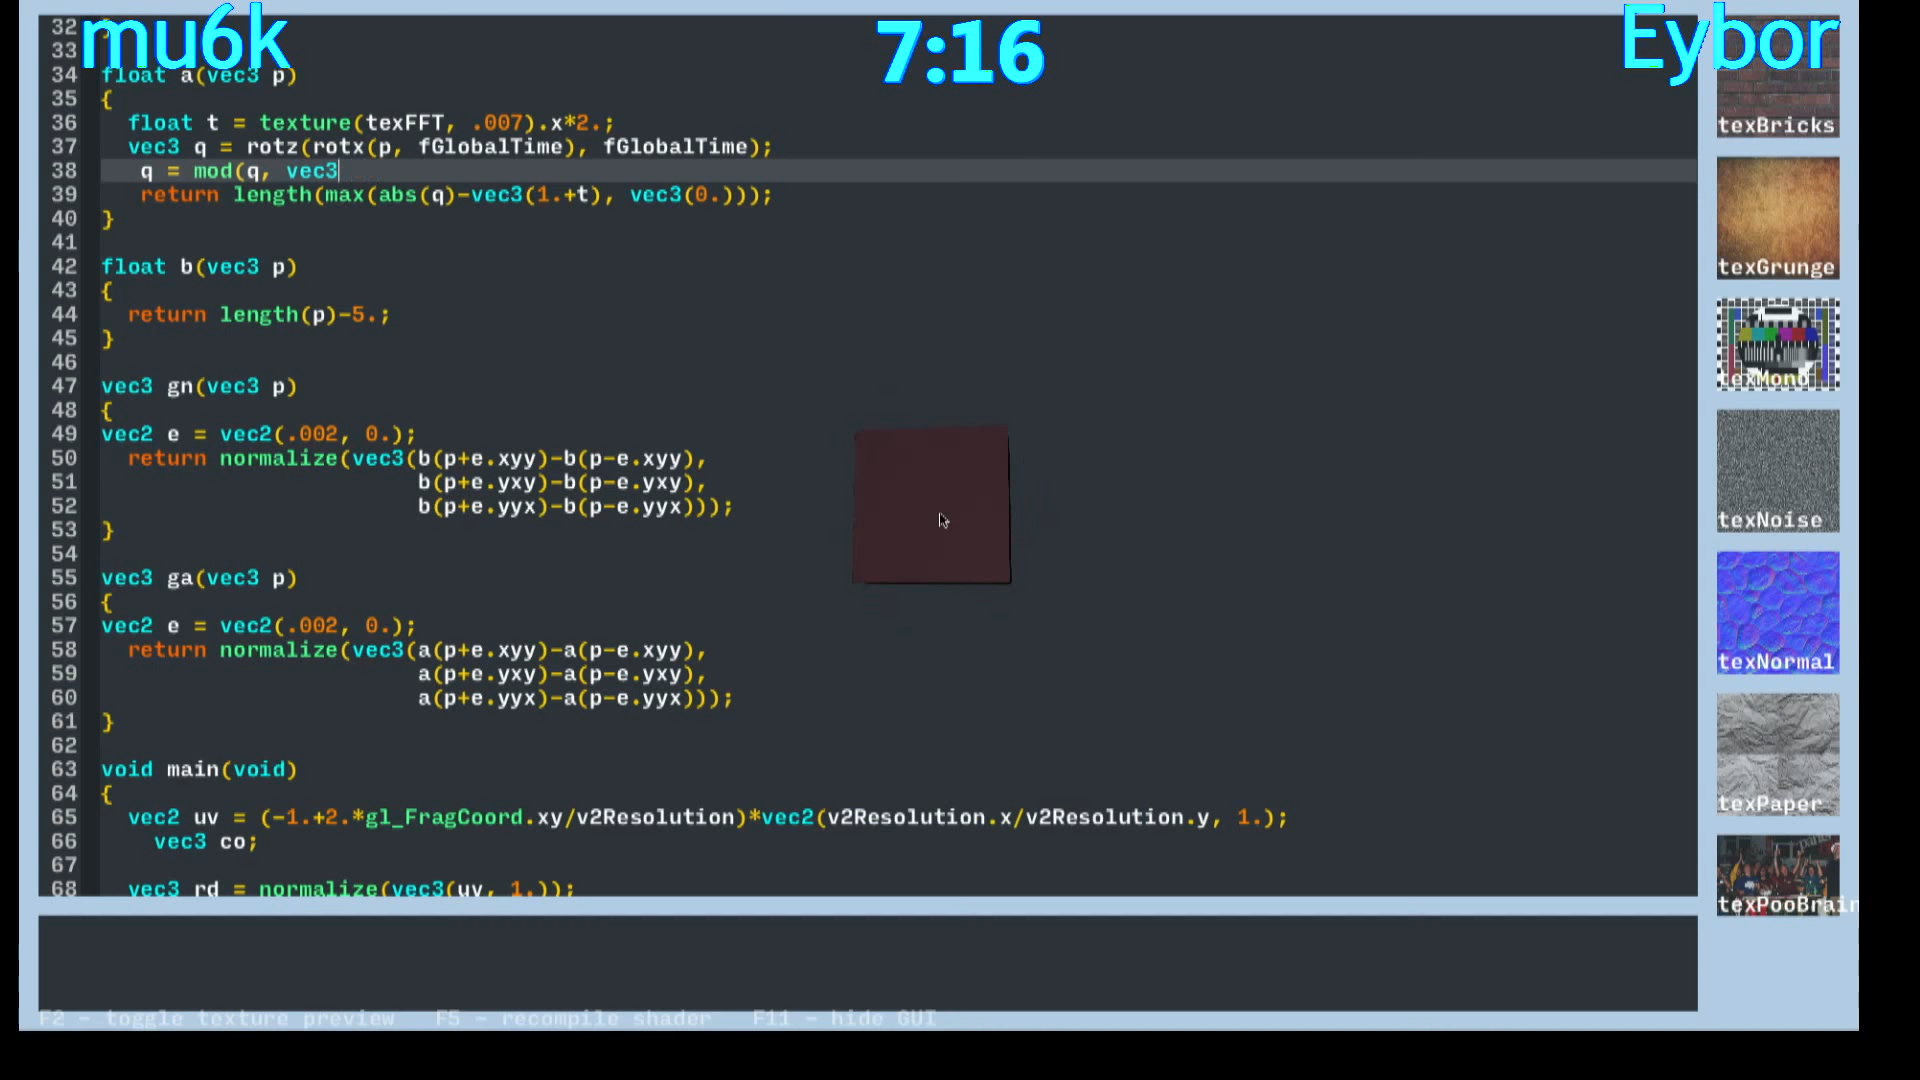 mu6k
7:16
Eybor
32 }
33
34 float a(vec3 p)
35 {
36 float t = texture(texFFT, .007).x*2.;
37 vec3 q = rotz(rotx(p, fGlobalTime), fGlobalTime);
38 q = mod(q, vec3
39 return length(max(abs(q)-vec3(1.+t), vec3(0.)));
40 }
41
42 float b(vec3 p)
43 {
44 return length(p)-5.;
45 }
46
47 vec3 gn(vec3 p)
48 {
49 vec2 e = vec2(.002, 0.);
50 return normalize(vec3(b(p+e.xyy)-b(p-e.xyy),
51 b(p+e.yxy)-b(p-e.yxy),
52 b(p+e.yyx)-b(p-e.yyx)));
53 }
54
55 vec3 ga(vec3 p)
56 {
57 vec2 e = vec2(.002, 0.);
58 return normalize(vec3(a(p+e.xyy)-a(p-e.xyy),
59 a(p+e.yxy)-a(p-e.yxy),
60 a(p+e.yyx)-a(p-e.yyx)));
61 }
62
63 void main(void)
64 {
65 vec2 uv = (-1.+2.*gl_FragCoord.xy/v2Resolution)*vec2(v2Resolution.x/v2Resolution.y, 1.);
66 vec3 co;
67
68 vec3 rd = normalize(vec3(uv, 1.));
texBricks
texGrunge
texMono
texNoise
texNormal
texPaper
texPooBrain
F2 - toggle texture preview F5 - recompile shader F11 - hide GUI